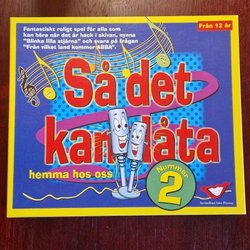 Fantastiskt roligt spel för alla som
kan höra när det är hack i skivan, nynna
"Blinka lilla stjärna" och svara på frågan
"Från vilket land kommer ABBA".
Från 12 år
Så det
kan låta
hemma hos oss
Nummer
2